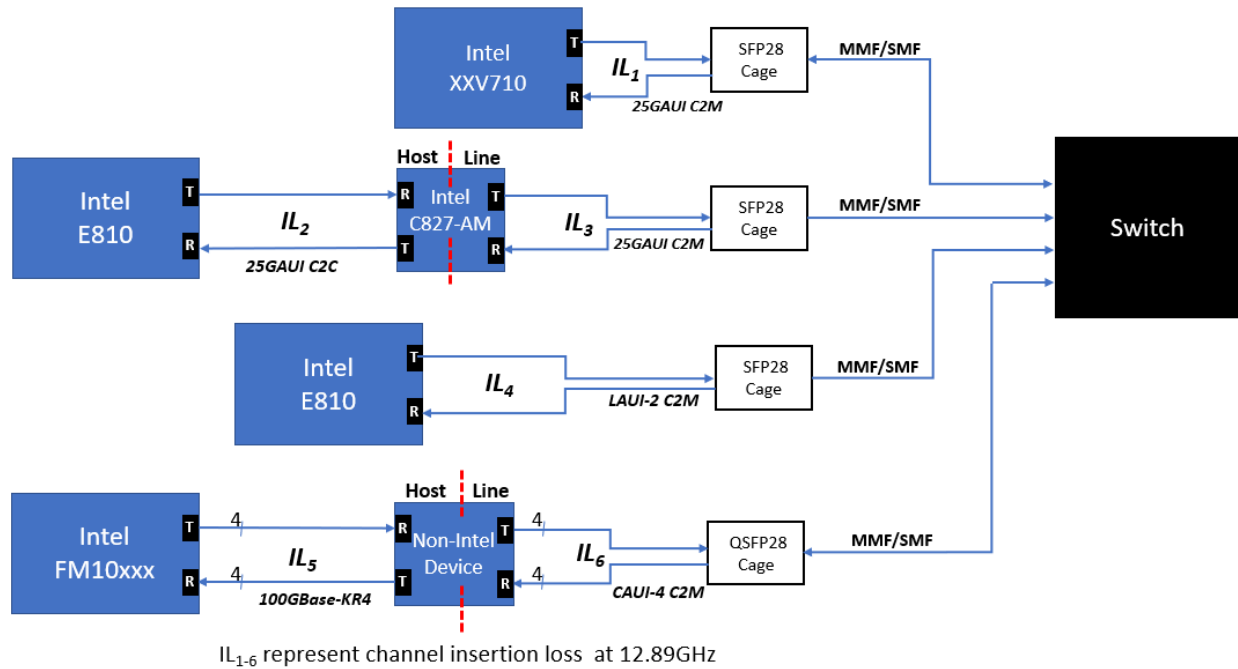 Intel
XXV710
T
R
IL1
25GAUI C2M
SFP28
Cage
MMF/SMF
Host
Line
Intel
E810
T
R
IL2
25GAUI C2C
R
T
Intel
C827-AM
T
R
IL3
25GAUI C2M
SFP28
Cage
MMF/SMF
Switch
Intel
E810
T
R
IL4
LAUI-2 C2M
SFP28
Cage
MMF/SMF
Host
Line
Intel
FM10xxx
T
R
4
4
IL5
100GBase-KR4
R
T
Non-Intel
Device
T
R
4
4
IL6
CAUI-4 C2M
QSFP28
Cage
MMF/SMF
IL1-6 represent channel insertion loss at 12.89GHz